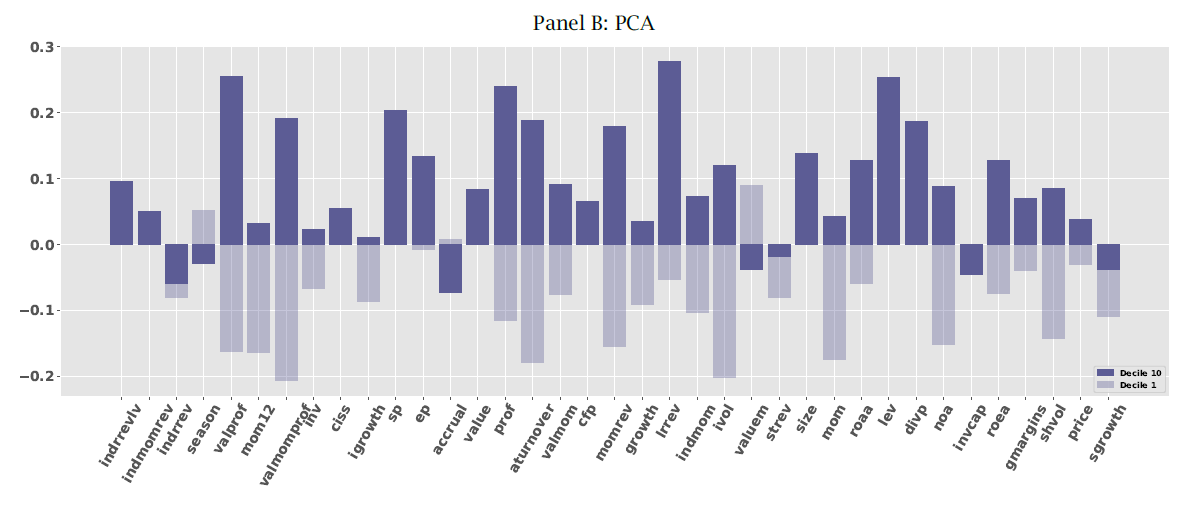 Panel B: PCA
0.3
0.2
0.1
0.0
−0.1
−0.2
indrrevlv
indmomrev
indrrev
season
valprof
mom12
valmomprof
inv
ciss
igrowth
sp
ep
accrual
value
prof
aturnover
valmom
cfp
momrev
growth
lrrev
indmom
ivol
valuem
strev
size
mom
roaa
lev
divp
noa
invcap
roea
gmargins
shvol
price
sgrowth
Decile 10
Decile 1